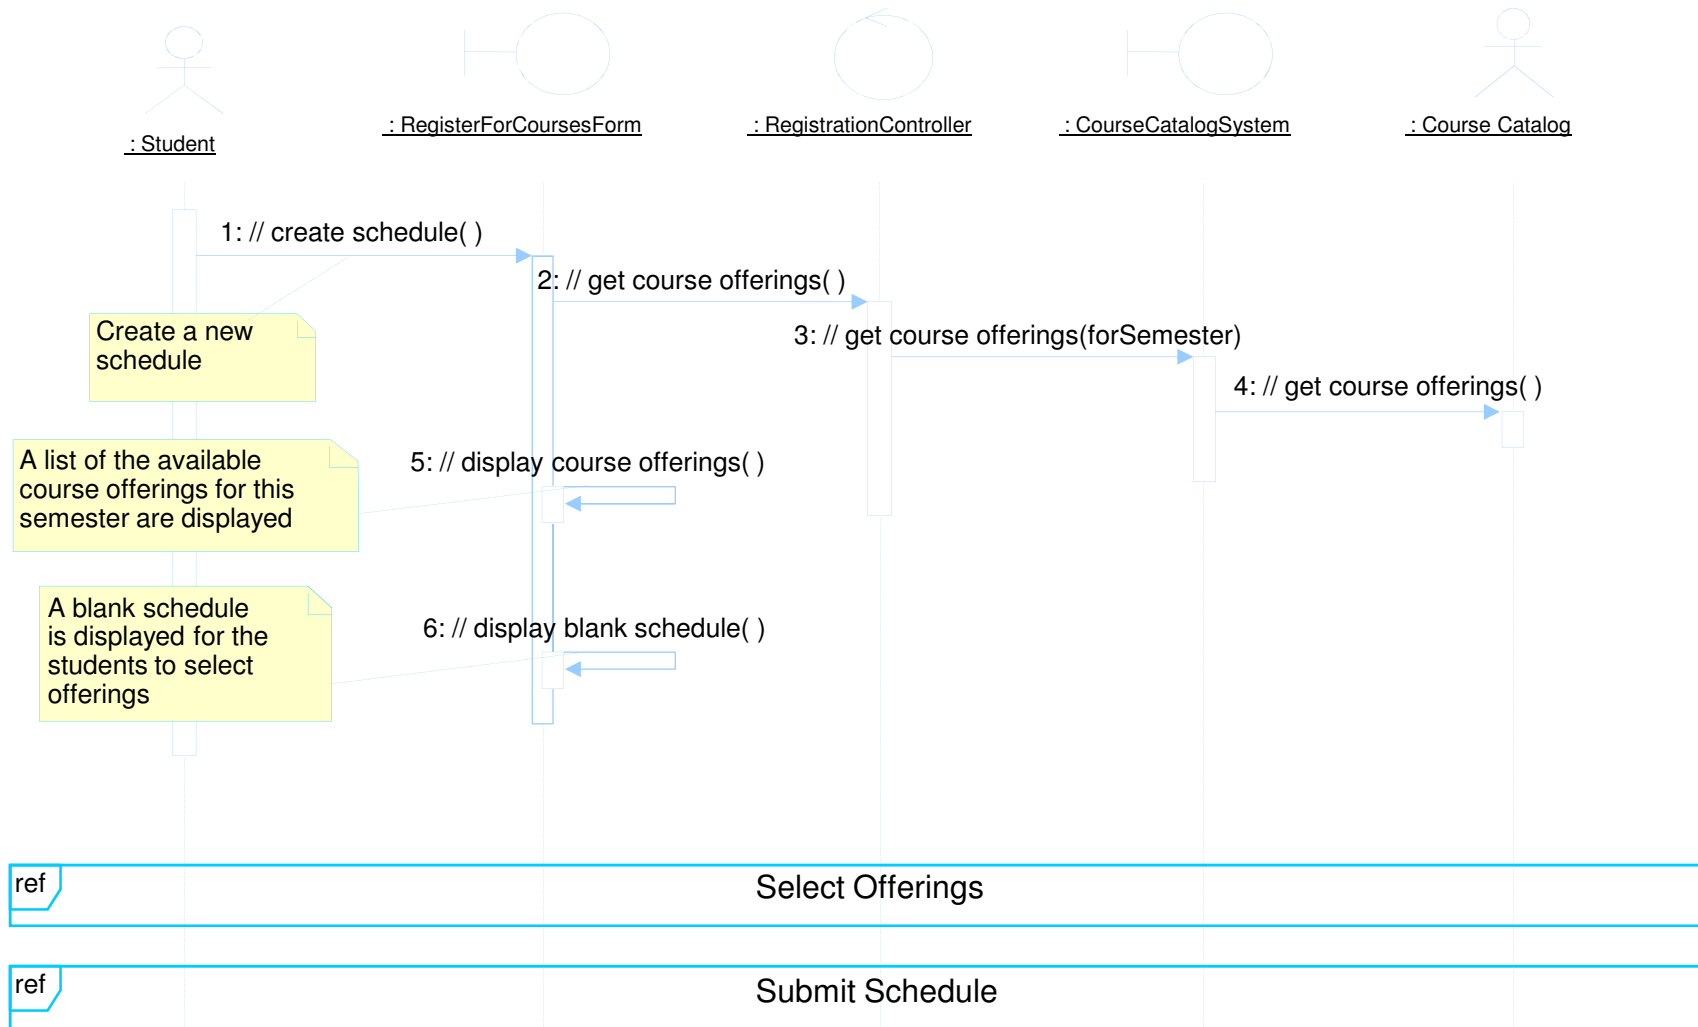 : Student
: RegisterForCoursesForm
: RegistrationController
: CourseCatalogSystem
: Course Catalog
1: // create schedule( )
2: // get course offerings( )
3: // get course offerings(forSemester)
4: // get course offerings( )
Create a new
schedule
5: // display course offerings( )
A list of the available
course offerings for this
semester are displayed
6: // display blank schedule( )
A blank schedule
is displayed for the
students to select
offerings
ref
Select Offerings
ref
Submit Schedule